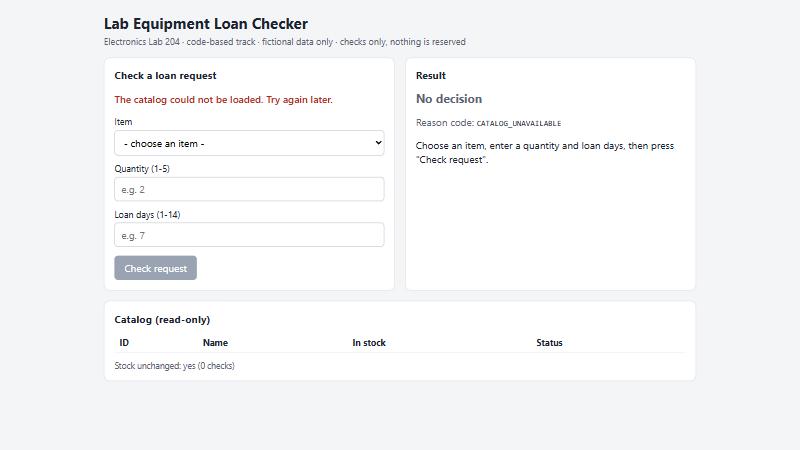 Lab Equipment Loan Checker
Electronics Lab 204 · code-based track · fictional data only · checks only, nothing is reserved
Check a loan request
The catalog could not be loaded. Try again later.
Item
- choose an item -
Quantity (1-5)
e.g. 2
Loan days (1-14)
e.g. 7
Check request
Result
No decision
Reason code: CATALOG_UNAVAILABLE
Choose an item, enter a quantity and loan days, then press
"Check request".
Catalog (read-only)
ID Name In stock Status
Stock unchanged: yes (0 checks)